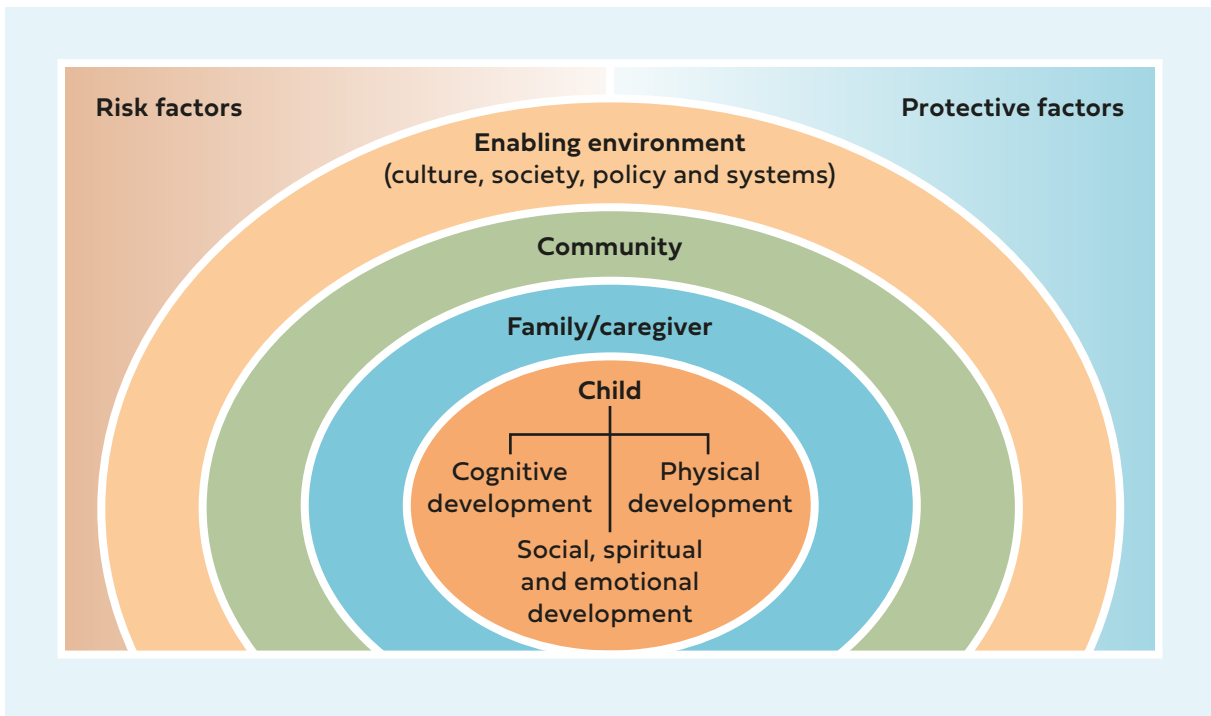 Risk factors
Protective factors
Enabling environment
(culture, society, policy and systems)
Community
Family/caregiver
Child
Cognitive
development
Physical
development
Social, spiritual
and emotional
development